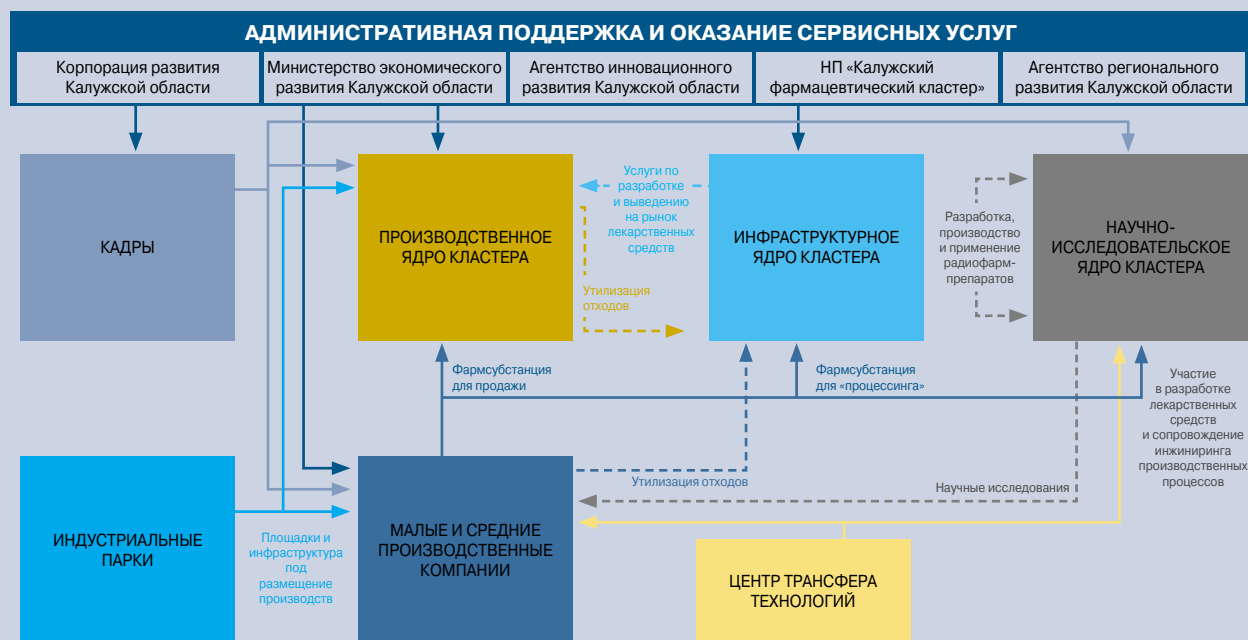 АДМИНИСТРАТИВНАЯ ПОДДЕРЖКА И ОКАЗАНИЕ СЕРВИСНЫХ УСЛУГ
Корпорация развития
Калужской области
Министерство экономического
развития Калужской области
Агентство инновационного
развития Калужской области
НП «Калужский
фармацевтический кластер»
Агентство регионального
развития Калужской области
КАДРЫ
ПРОИЗВОДСТВЕННОЕ
ЯДРО КЛАСТЕРА
Услуги по
разработке
и выведению
на рынок
лекарственных
средств
Утилизация
отходов
ИНФРАСТРУКТУРНОЕ
ЯДРО КЛАСТЕРА
Разработка,
производство
и применение
радиофарм-
препаратов
НАУЧНО-
ИССЛЕДОВАТЕЛЬСКОЕ
ЯДРО КЛАСТЕРА
Фармсубстанция
для продажи
Фармсубстанция
для «процессинга»
Участие
в разработке
лекарственных
средств
и сопровождение
инжиниринга
производственных
процессов
Утилизация отходов
Научные исследования
ИНДУСТРИАЛЬНЫЕ
ПАРКИ
Площадки и
инфраструктура
под
размещение
производств
МАЛЫЕ И СРЕДНИЕ
ПРОИЗВОДСТВЕННЫЕ
КОМПАНИИ
ЦЕНТР ТРАНСФЕРА
ТЕХНОЛОГИЙ